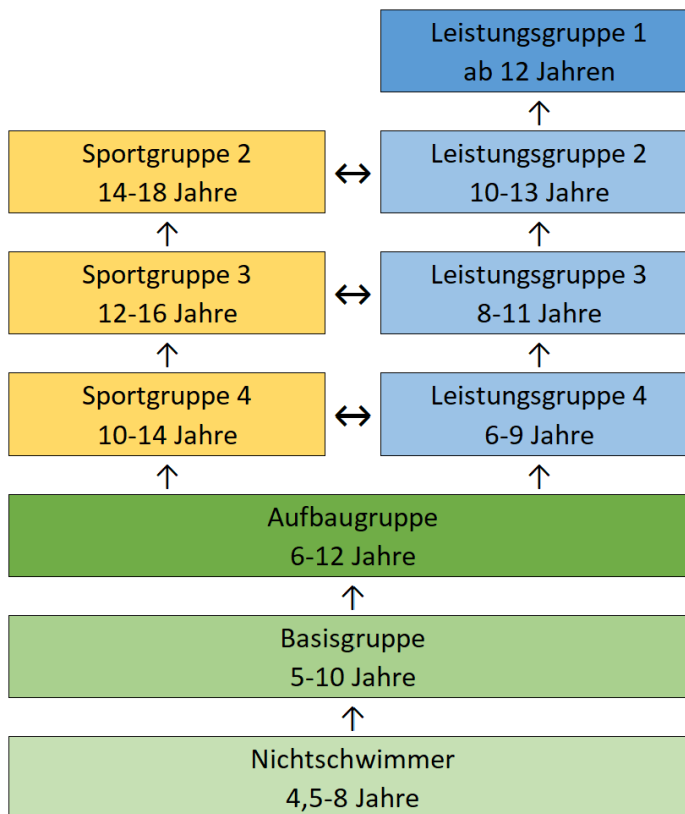 Leistungsgruppe 1
ab 12 Jahren
Sportgruppe 2
14-18 Jahre
↔
Leistungsgruppe 2
10-13 Jahre
Sportgruppe 3
12-16 Jahre
↔
Leistungsgruppe 3
8-11 Jahre
Sportgruppe 4
10-14 Jahre
↔
Leistungsgruppe 4
6-9 Jahre
Aufbaugruppe
6-12 Jahre
Basisgruppe
5-10 Jahre
Nichtschwimmer
4,5-8 Jahre